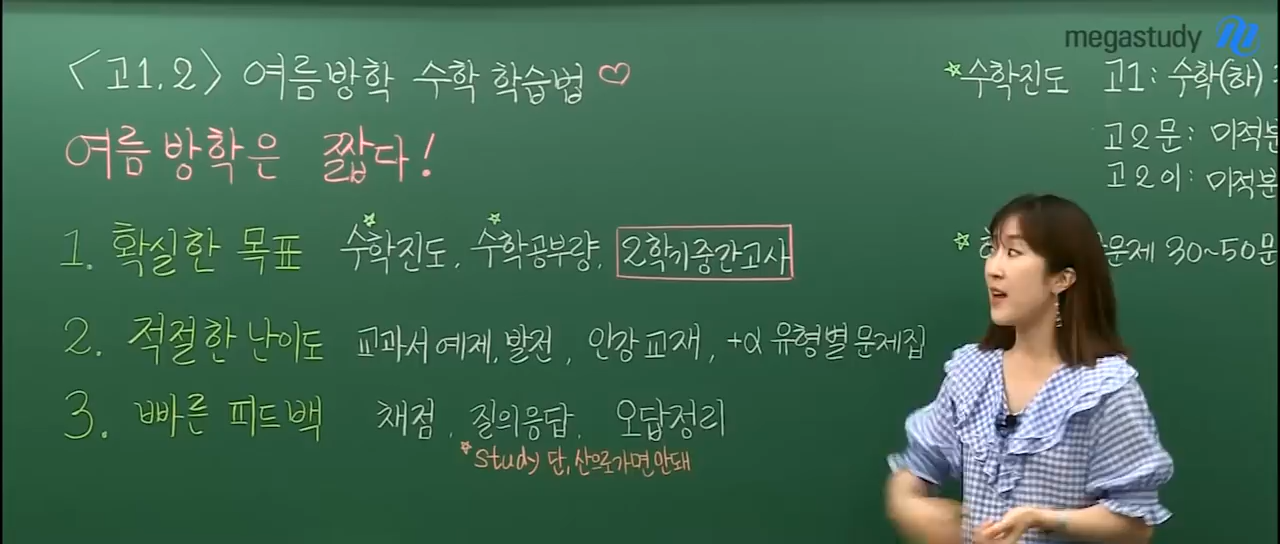 megastudy
<고1.2> 여름방학 수학 학습법♡
여름방학은 짧다!
1. 확실한 목표 수학진도, 수학공부량, 2학기중간고사
2. 적절한 난이도 교과서예제, 발전, 인강교재, +α 유형별문제집
3. 빠른 피드백 채점, 질의응답, 오답정리
☆study 단, 산으로가면안돼
☆수학진도 고1: 수학(하)
고2문: 미적분
고2이: 미적분
☆ 문제 30~50문